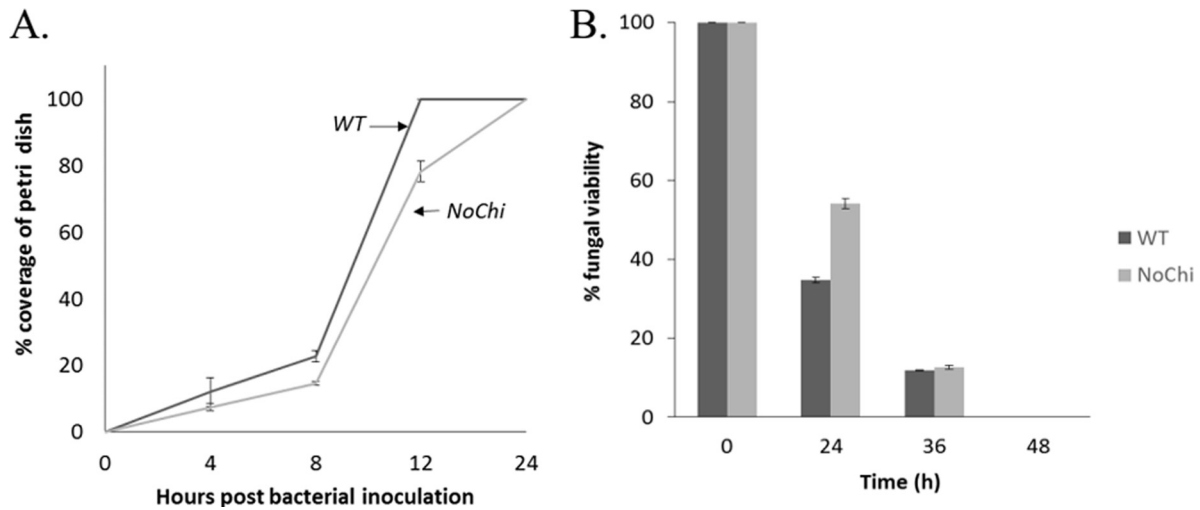 A.
% coverage of petri dish
100
80
60
40
20
0
WT
NoChi
0 4 8 12 24
Hours post bacterial inoculation
B.
% fungal viability
100
80
60
40
20
0
0 24 36 48
Time (h)
WT
NoChi